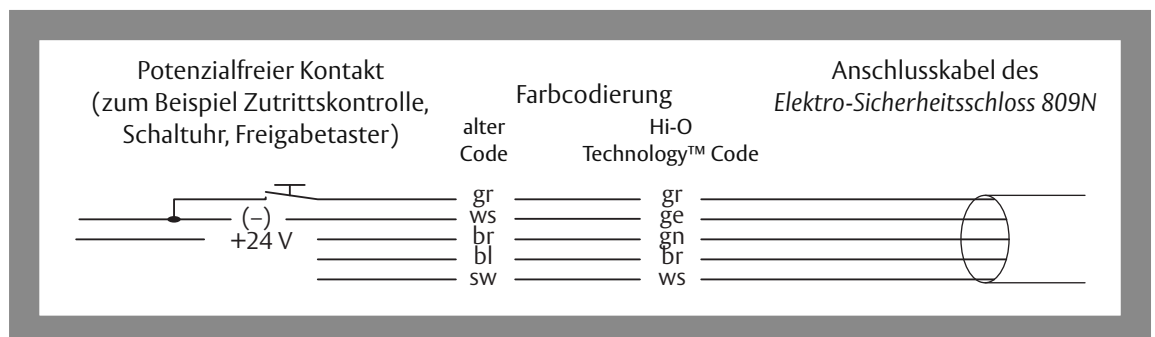 Potenzialfreier Kontakt
(zum Beispiel Zutrittskontrolle,
Schaltuhr, Freigabetaster)
Farbcodierung
alter
Code
Hi-O
Technology™ Code
Anschlusskabel des
Elektro-Sicherheitsschloss 809N
gr gr
(–) ws ge
+24 V br gn
bl br
sw ws